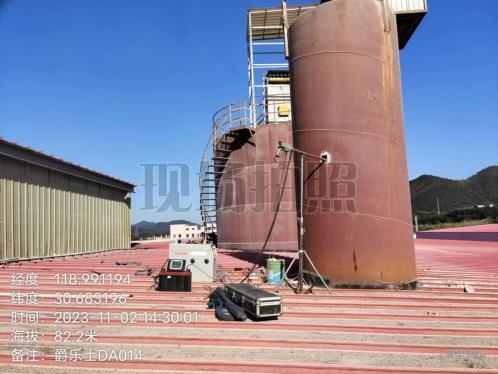 现场拍照
经度: 118.991194
纬度: 30.683196
时间: 2023-11-02 14:30:01
海拔: 82.2米
备注: 爵乐士DA014